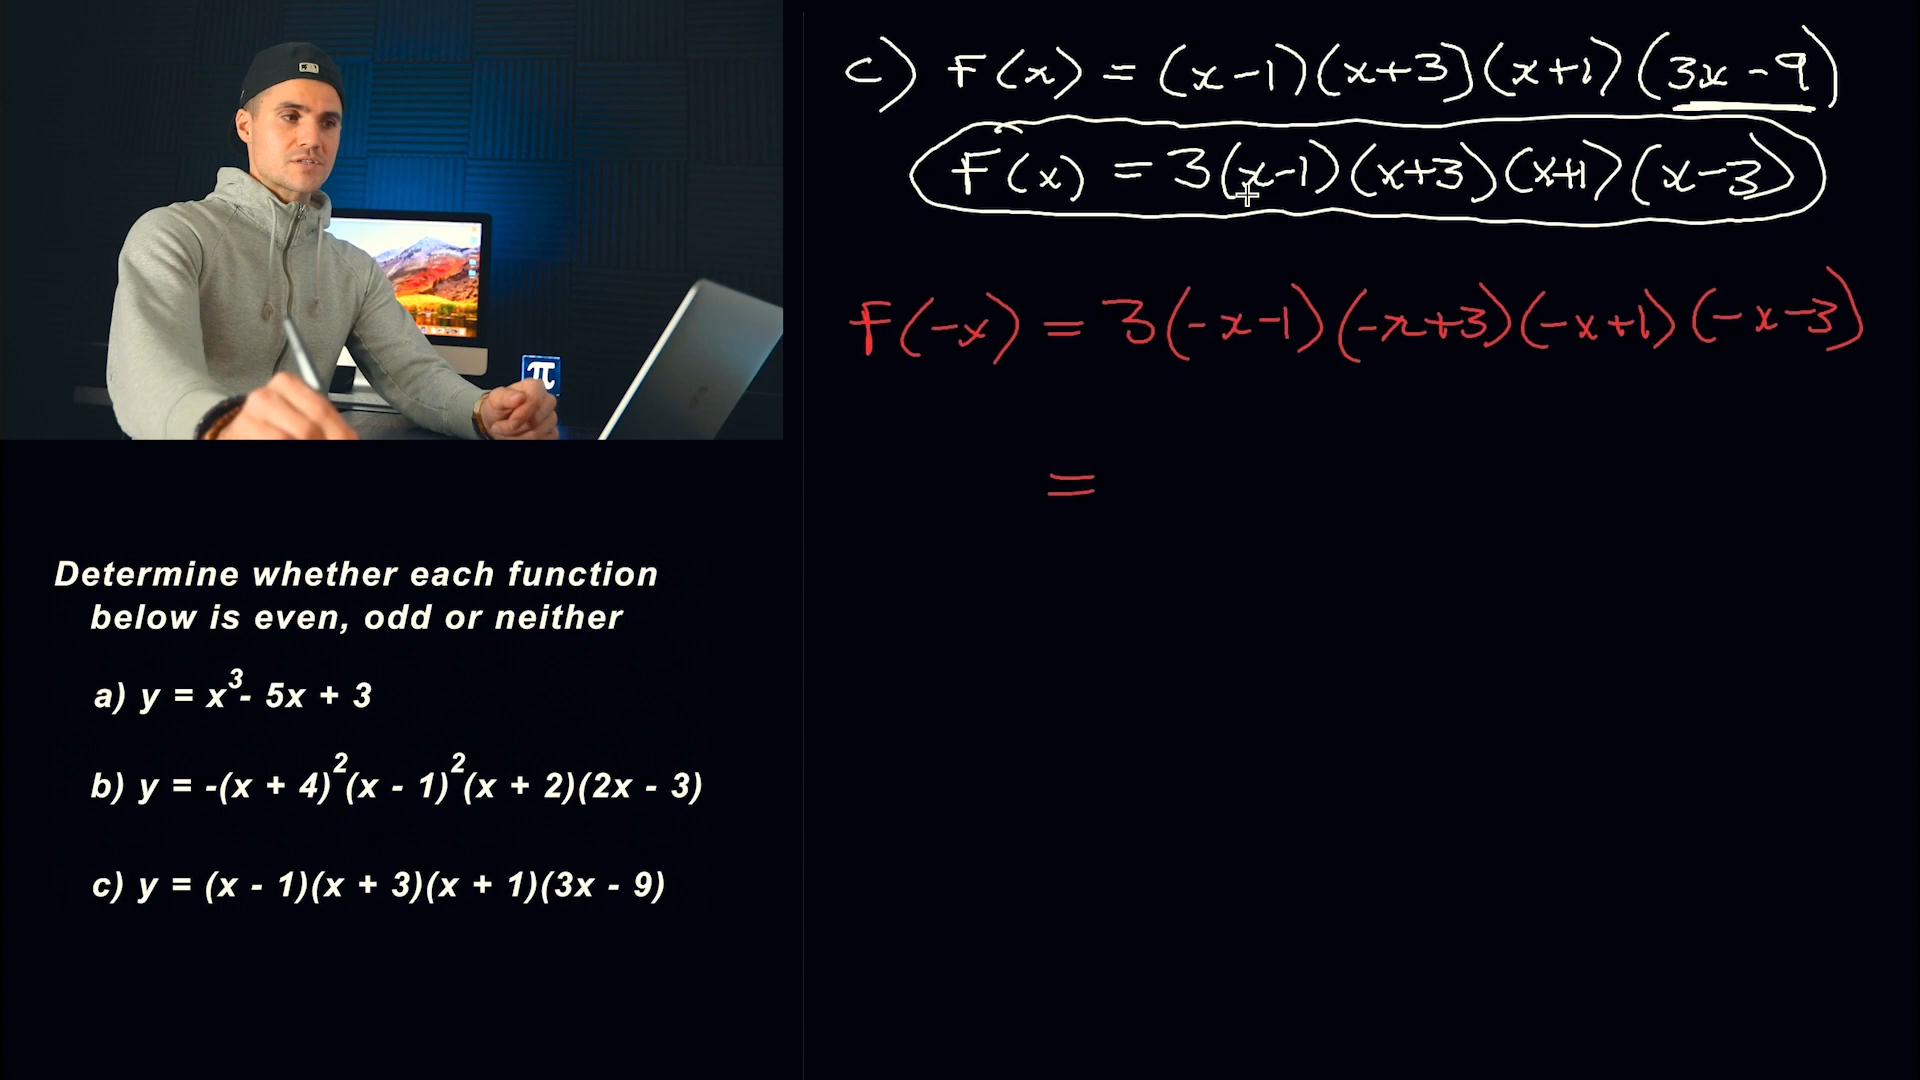 c) F(x) = (x-1)(x+3)(x+1)(3x-9)
F(x) = 3(x-1)(x+3)(x+1)(x-3)
F(-x) = 3(-x-1)(-x+3)(-x+1)(-x-3)
=
π
Determine whether each function
below is even, odd or neither
a) y = x³- 5x + 3
b) y = -(x + 4)²(x - 1)²(x + 2)(2x - 3)
c) y = (x - 1)(x + 3)(x + 1)(3x - 9)